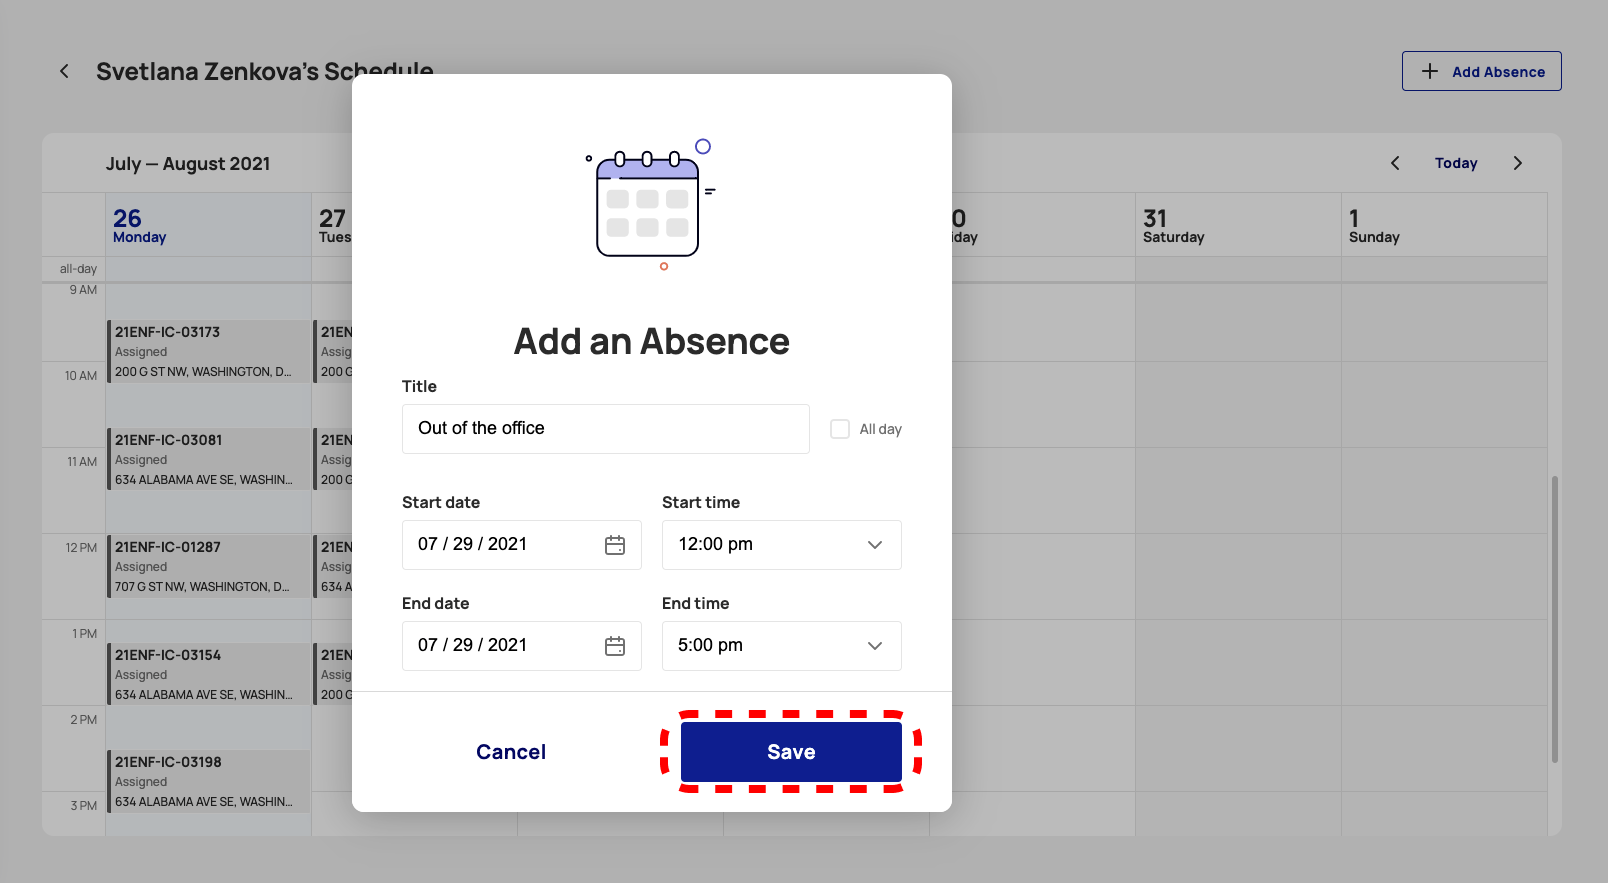 Svetlana Zenkova's Schedule
Add Absence
July — August 2021
Today
26
Monday
27
Tues
0
iday
31
Saturday
1
Sunday
all-day
9 AM
10 AM
11 AM
12 PM
1 PM
2 PM
3 PM
21ENF-IC-03173
Assigned
200 G ST NW, WASHINGTON, D...
21ENF-IC-03081
Assigned
634 ALABAMA AVE SE, WASHIN...
21ENF-IC-01287
Assigned
707 G ST NW, WASHINGTON, D...
21ENF-IC-03154
Assigned
634 ALABAMA AVE SE, WASHIN...
21ENF-IC-03198
Assigned
634 ALABAMA AVE SE, WASHIN...
21EN
Assig
200 G
21EN
Assig
200 G
21EN
Assig
634 A
21EN
Assig
200 G
Add an Absence
Title
Out of the office
All day
Start date
Start time
07 / 29 / 2021
12:00 pm
End date
End time
07 / 29 / 2021
5:00 pm
Cancel
Save